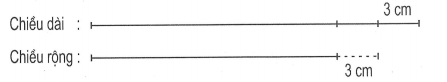 3 cm
Chiều dài :
Chiều rộng :
3 cm